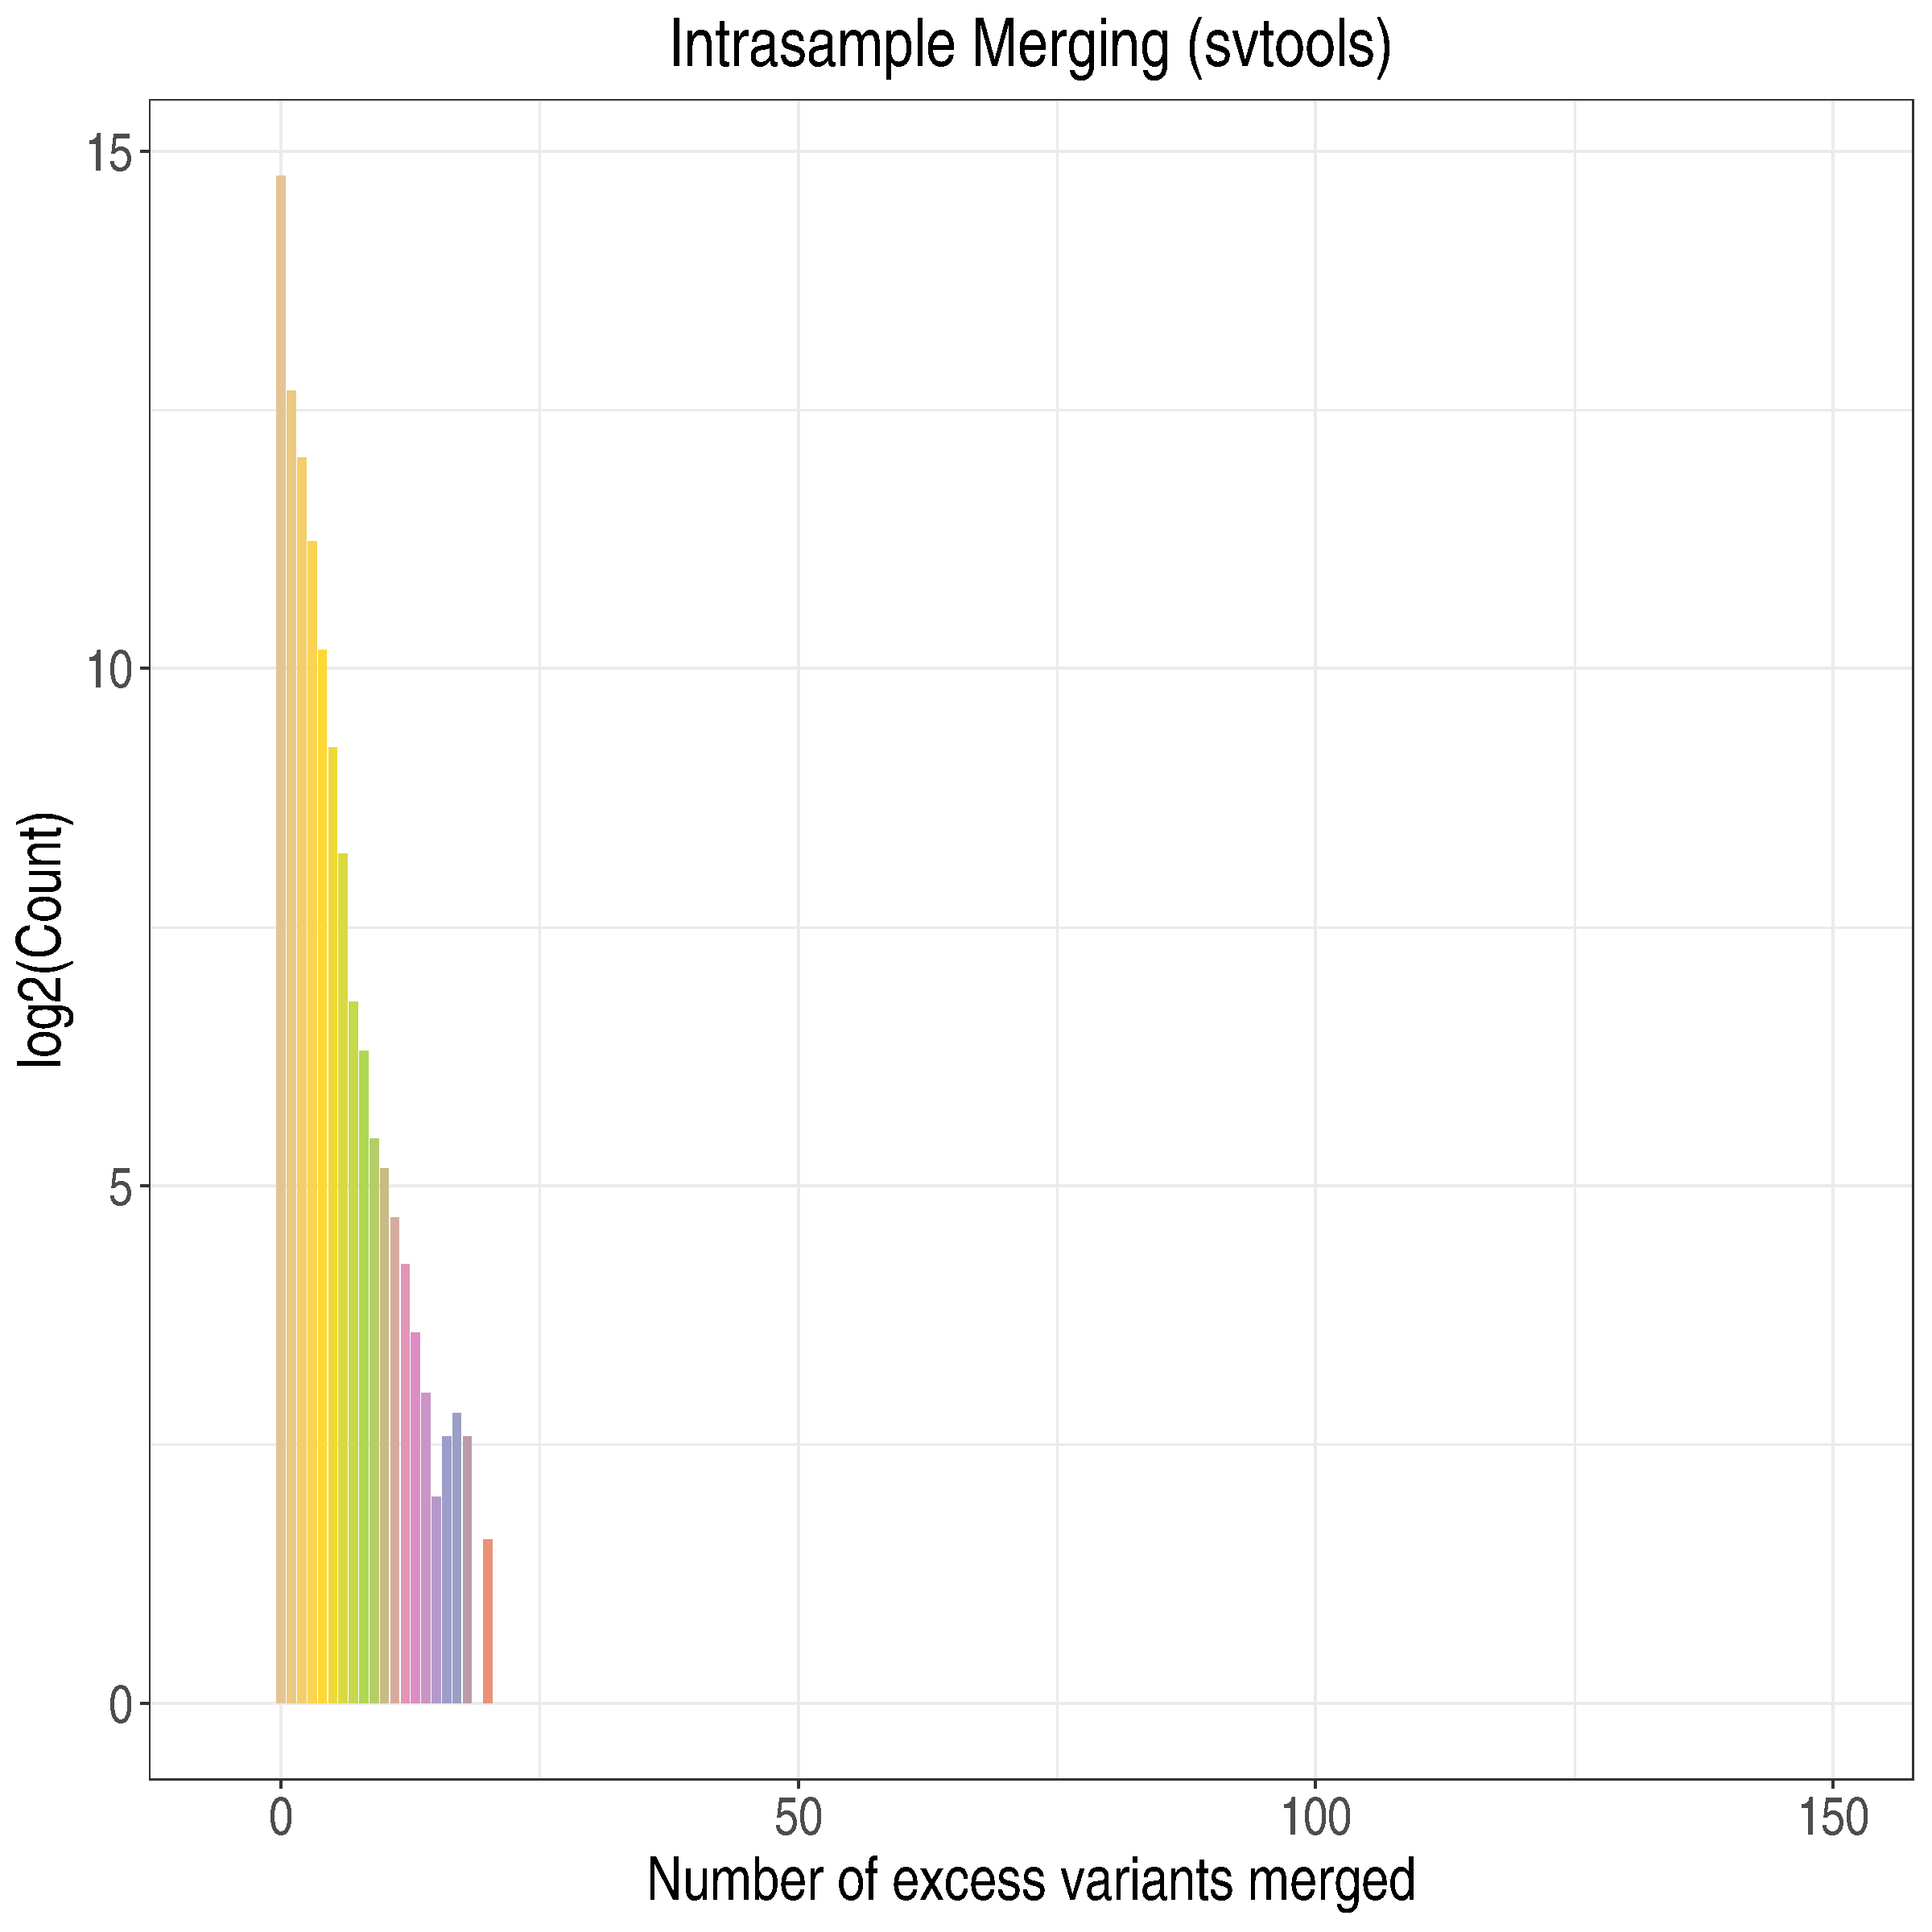 Intrasample Merging (svtools)
15
10
5
0
log2(Count)
0 50 100 150
Number of excess variants merged